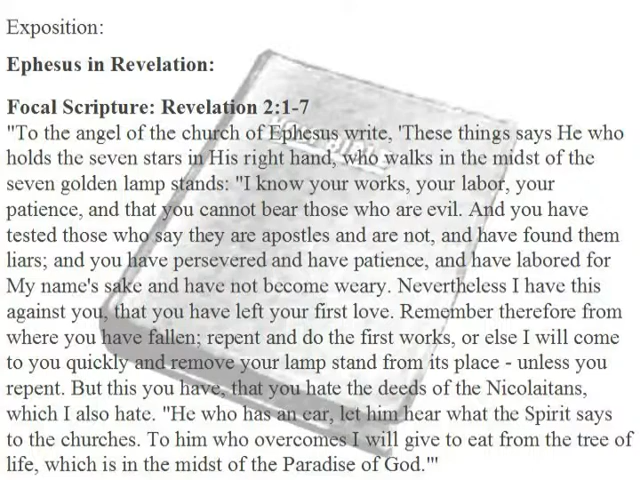 Exposition:
Ephesus in Revelation:
Focal Scripture: Revelation 2:1-7
"To the angel of the church of Ephesus write, 'These things says He who
holds the seven stars in His right hand, who walks in the midst of the
seven golden lamp stands: "I know your works, your labor, your
patience, and that you cannot bear those who are evil. And you have
tested those who say they are apostles and are not, and have found them
liars; and you have persevered and have patience, and have labored for
My name's sake and have not become weary. Nevertheless I have this
against you, that you have left your first love. Remember therefore from
where you have fallen; repent and do the first works, or else I will come
to you quickly and remove your lamp stand from its place - unless you
repent. But this you have, that you hate the deeds of the Nicolaitans,
which I also hate. "He who has an ear, let him hear what the Spirit says
to the churches. To him who overcomes I will give to eat from the tree of
life, which is in the midst of the Paradise of God."'
HOLY BIBLE